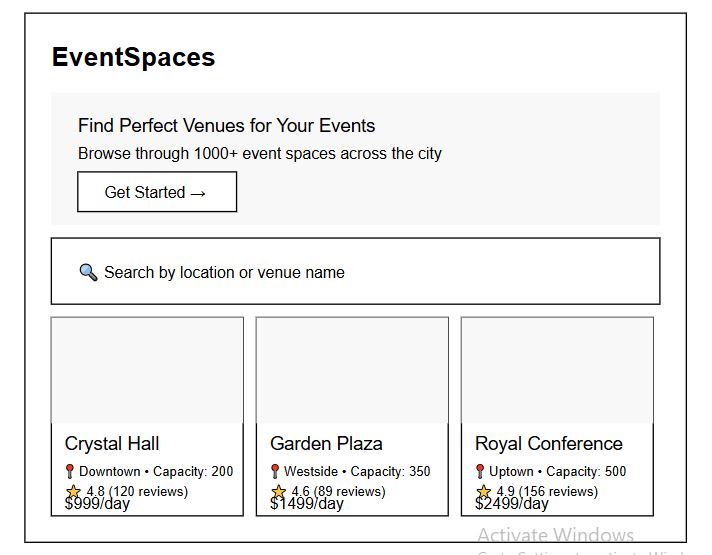 EventSpaces
Find Perfect Venues for Your Events
Browse through 1000+ event spaces across the city
Get Started →
🔍 Search by location or venue name
Crystal Hall
📍 Downtown • Capacity: 200
⭐ 4.8 (120 reviews)
$999/day
Garden Plaza
📍 Westside • Capacity: 350
⭐ 4.6 (89 reviews)
$1499/day
Royal Conference
📍 Uptown • Capacity: 500
⭐ 4.9 (156 reviews)
$2499/day
Activate Windows